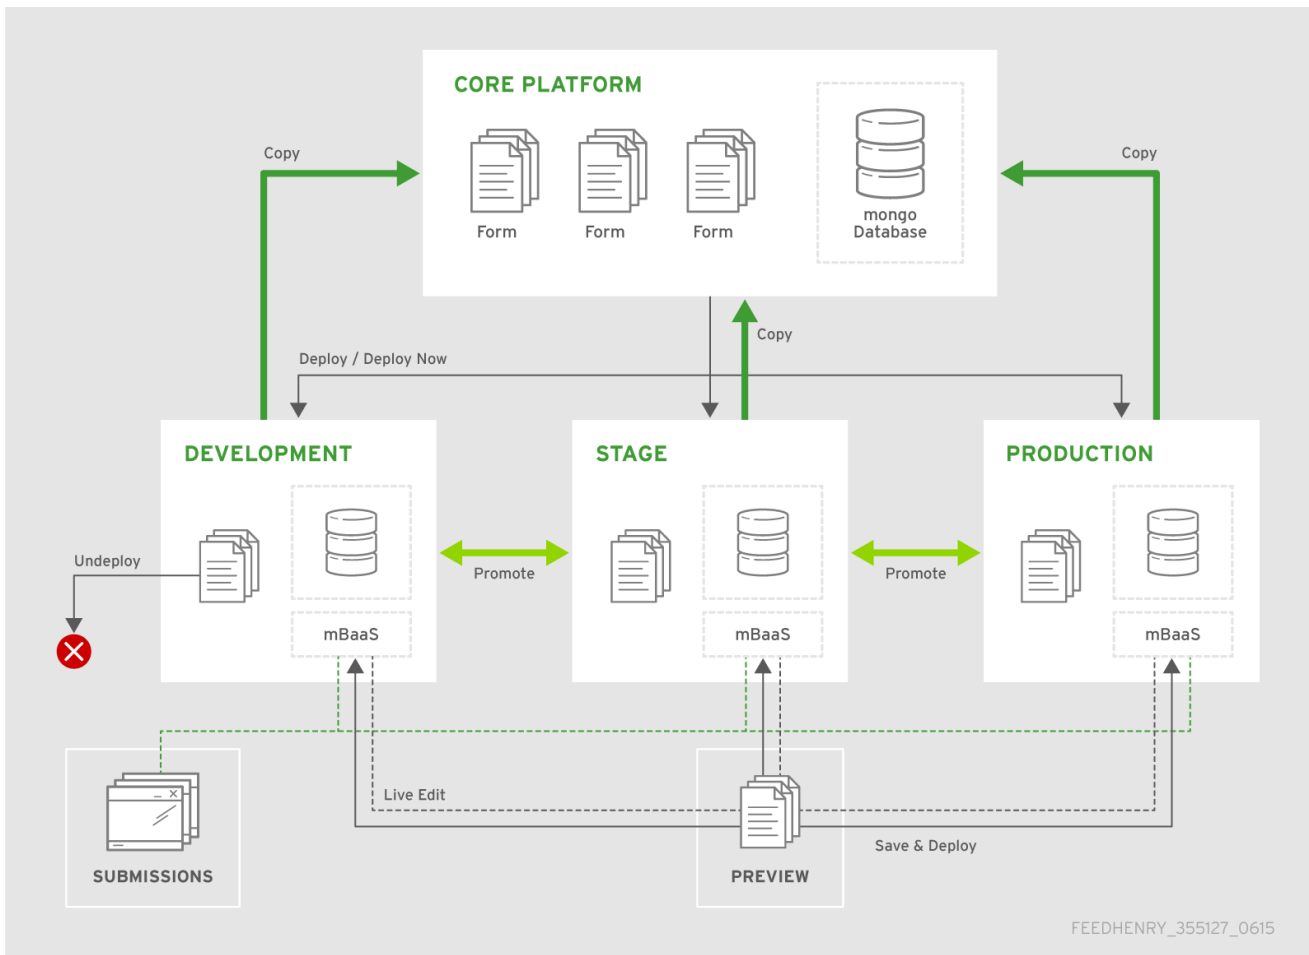 CORE PLATFORM
Copy
Copy
Form
Form
Form
mongo
Database
Copy
Deploy / Deploy Now
DEVELOPMENT
STAGE
PRODUCTION
Undeploy
Promote
Promote
mBaaS
mBaaS
mBaaS
Live Edit
Save & Deploy
SUBMISSIONS
PREVIEW
FEEDHENRY_355127_0615